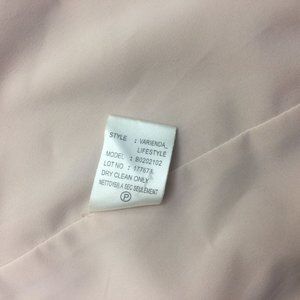 STYLE : VARIENDA,
LIFESTYLE
MODEL : B0202102
LOT NO : 177673
DRY CLEAN ONLY
NETTOYER A SEC SEULEMENT
P